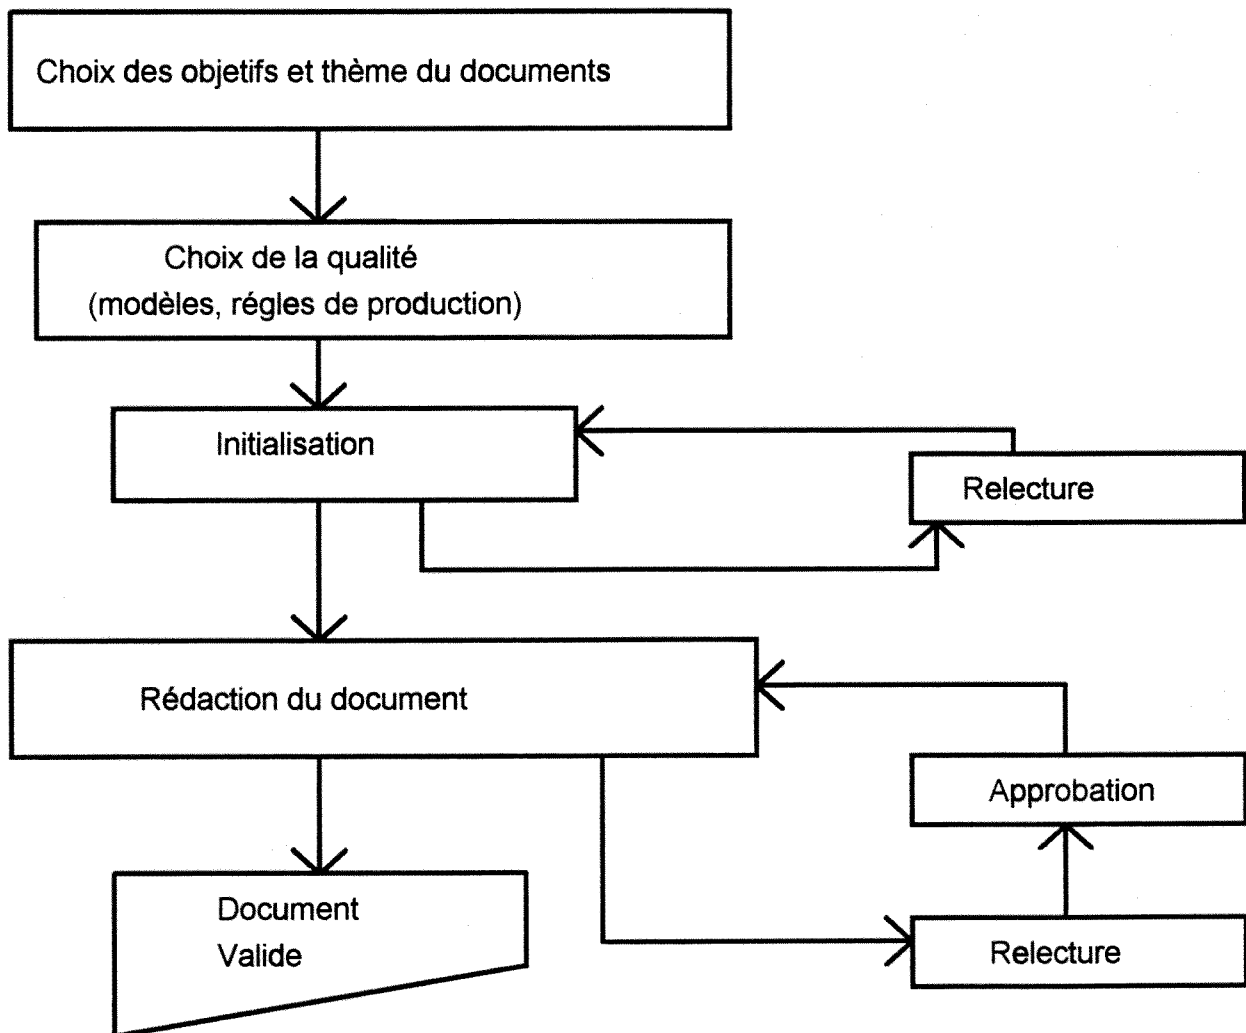 Choix des objetifs et thème du documents
Choix de la qualité
(modèles, régles de production)
Initialisation
Relecture
Rédaction du document
Approbation
Document
Valide
Relecture